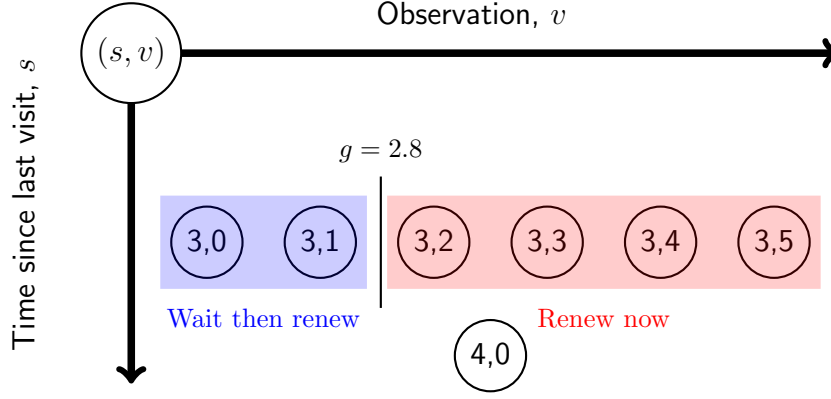 Observation, v
(s, v)
Time since last visit, s
g = 2.8
3,0 3,1 3,2 3,3 3,4 3,5
Wait then renew Renew now
4,0